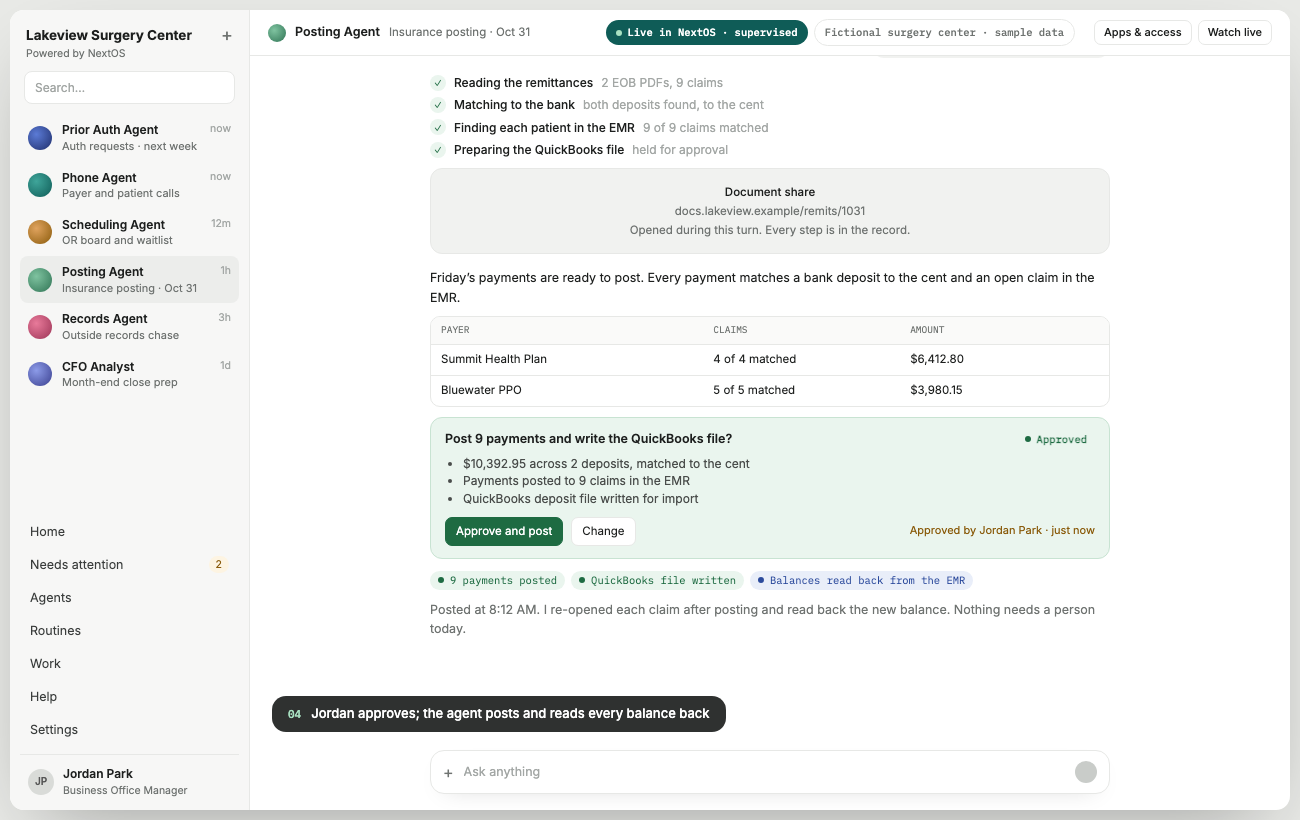 Lakeview Surgery Center
+
Powered by NextOS
Search...
Prior Auth Agent
now
Auth requests · next week
Phone Agent
now
Payer and patient calls
Scheduling Agent
12m
OR board and waitlist
Posting Agent
1h
Insurance posting · Oct 31
Records Agent
3h
Outside records chase
CFO Analyst
1d
Month-end close prep
Home
Needs attention
2
Agents
Routines
Work
Help
Settings
JP
Jordan Park
Business Office Manager
Posting Agent Insurance posting · Oct 31
Live in NextOS · supervised
Fictional surgery center · sample data
Apps & access
Watch live
Reading the remittances 2 EOB PDFs, 9 claims
Matching to the bank both deposits found, to the cent
Finding each patient in the EMR 9 of 9 claims matched
Preparing the QuickBooks file held for approval
Document share
docs.lakeview.example/remits/1031
Opened during this turn. Every step is in the record.
Friday’s payments are ready to post. Every payment matches a bank deposit to the cent and an open claim in the
EMR.
PAYER CLAIMS AMOUNT
Summit Health Plan 4 of 4 matched $6,412.80
Bluewater PPO 5 of 5 matched $3,980.15
Post 9 payments and write the QuickBooks file?
Approved
• $10,392.95 across 2 deposits, matched to the cent
• Payments posted to 9 claims in the EMR
• QuickBooks deposit file written for import
Approve and post
Change
Approved by Jordan Park · just now
9 payments posted
QuickBooks file written
Balances read back from the EMR
Posted at 8:12 AM. I re-opened each claim after posting and read back the new balance. Nothing needs a person
today.
04 Jordan approves; the agent posts and reads every balance back
+ Ask anything